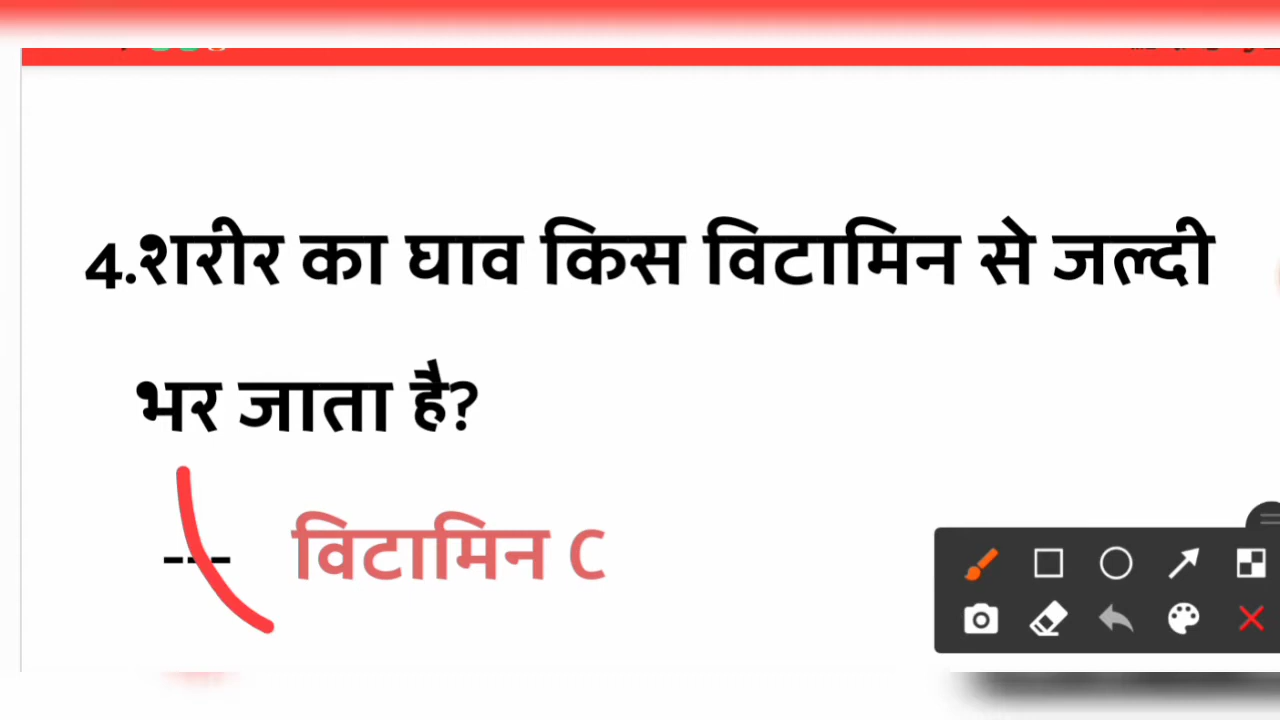 4.शरीर का घाव किस विटामिन से जल्दी
भर जाता है?
--- विटामिन C